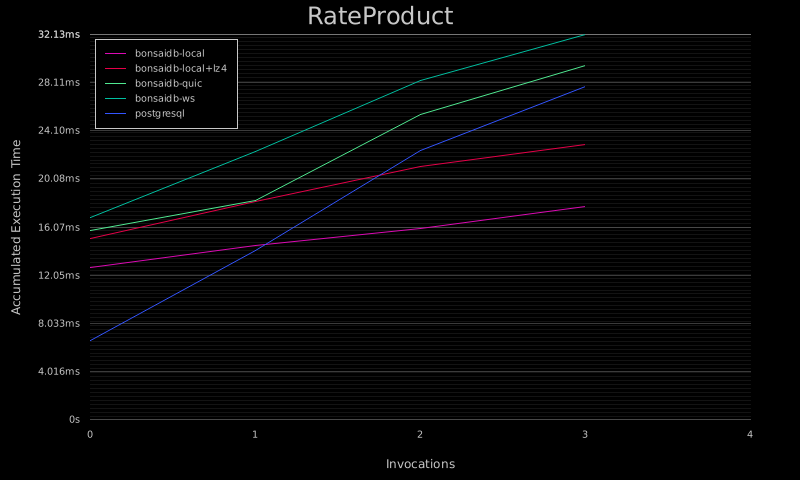 RateProduct
32.13ms
28.11ms
24.10ms
20.08ms
16.07ms
12.05ms
8.033ms
4.016ms
0s
bonsaidb-local
bonsaidb-local+lz4
bonsaidb-quic
bonsaidb-ws
postgresql
Accumulated Execution Time
0 1 2 3 4
Invocations